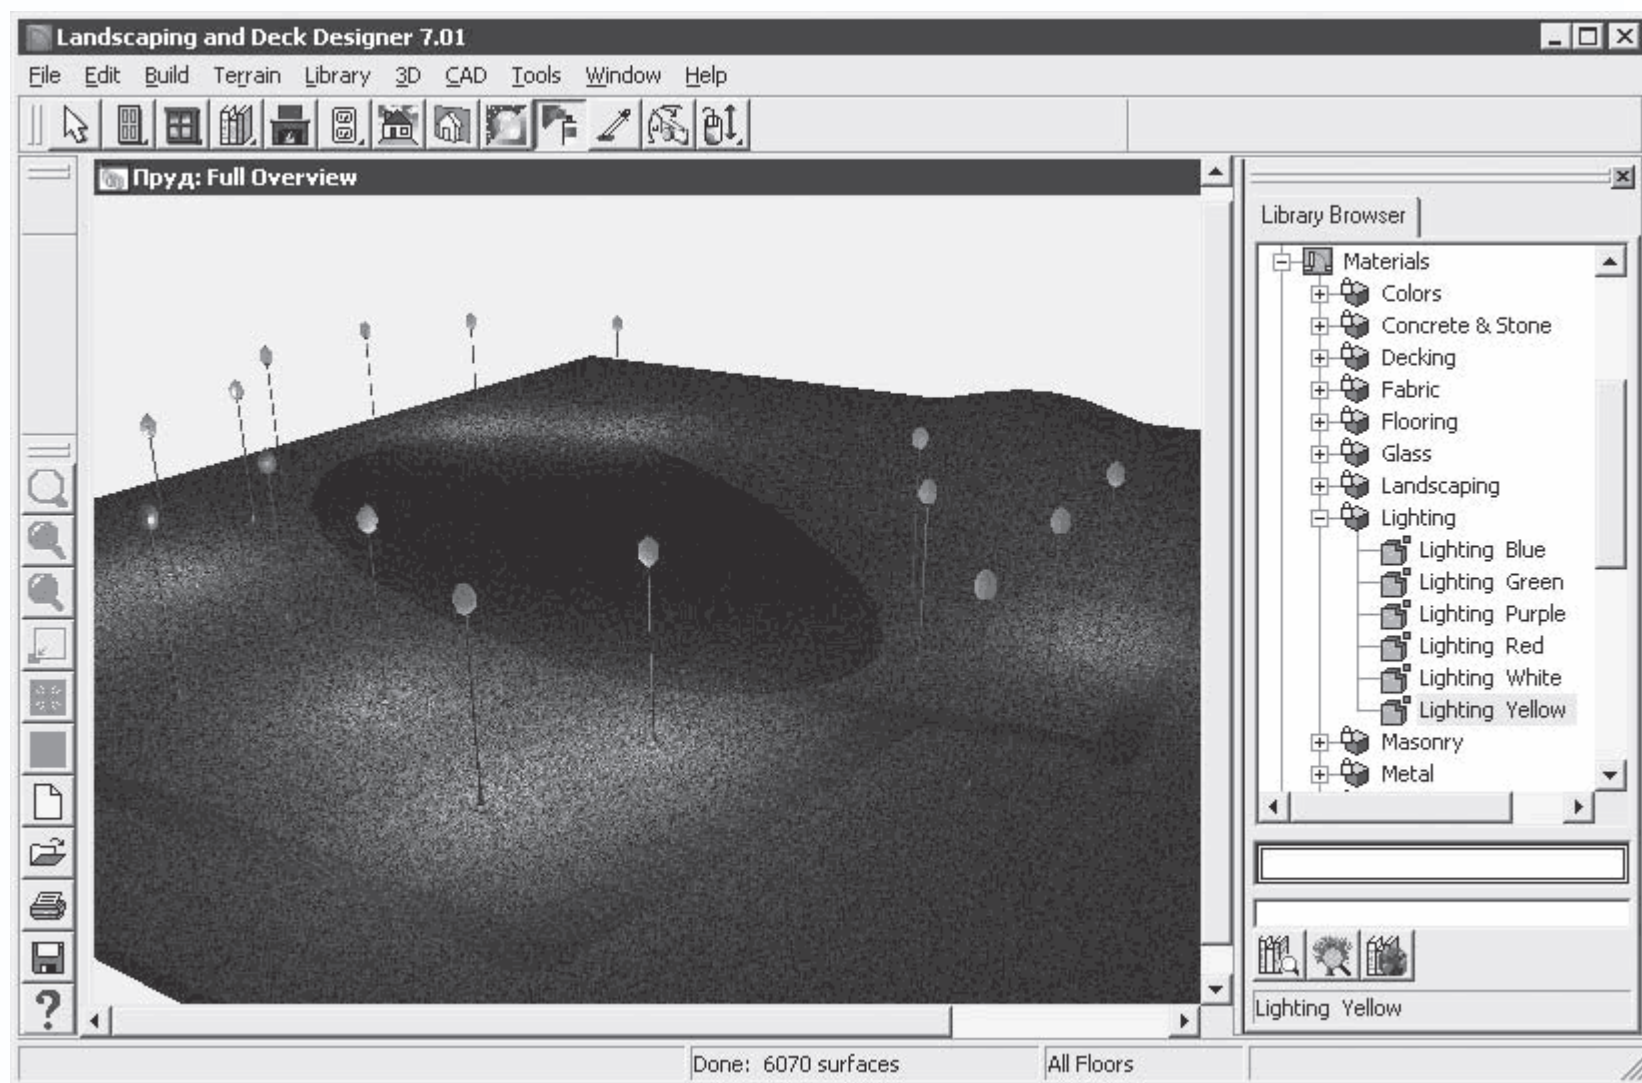 Landscaping and Deck Designer 7.01
File Edit Build Terrain Library 3D CAD Tools Window Help
Пруд: Full Overview
Library Browser
Materials
Colors
Concrete & Stone
Decking
Fabric
Flooring
Glass
Landscaping
Lighting
Lighting Blue
Lighting Green
Lighting Purple
Lighting Red
Lighting White
Lighting Yellow
Masonry
Metal
Lighting Yellow
Done: 6070 surfaces
All Floors